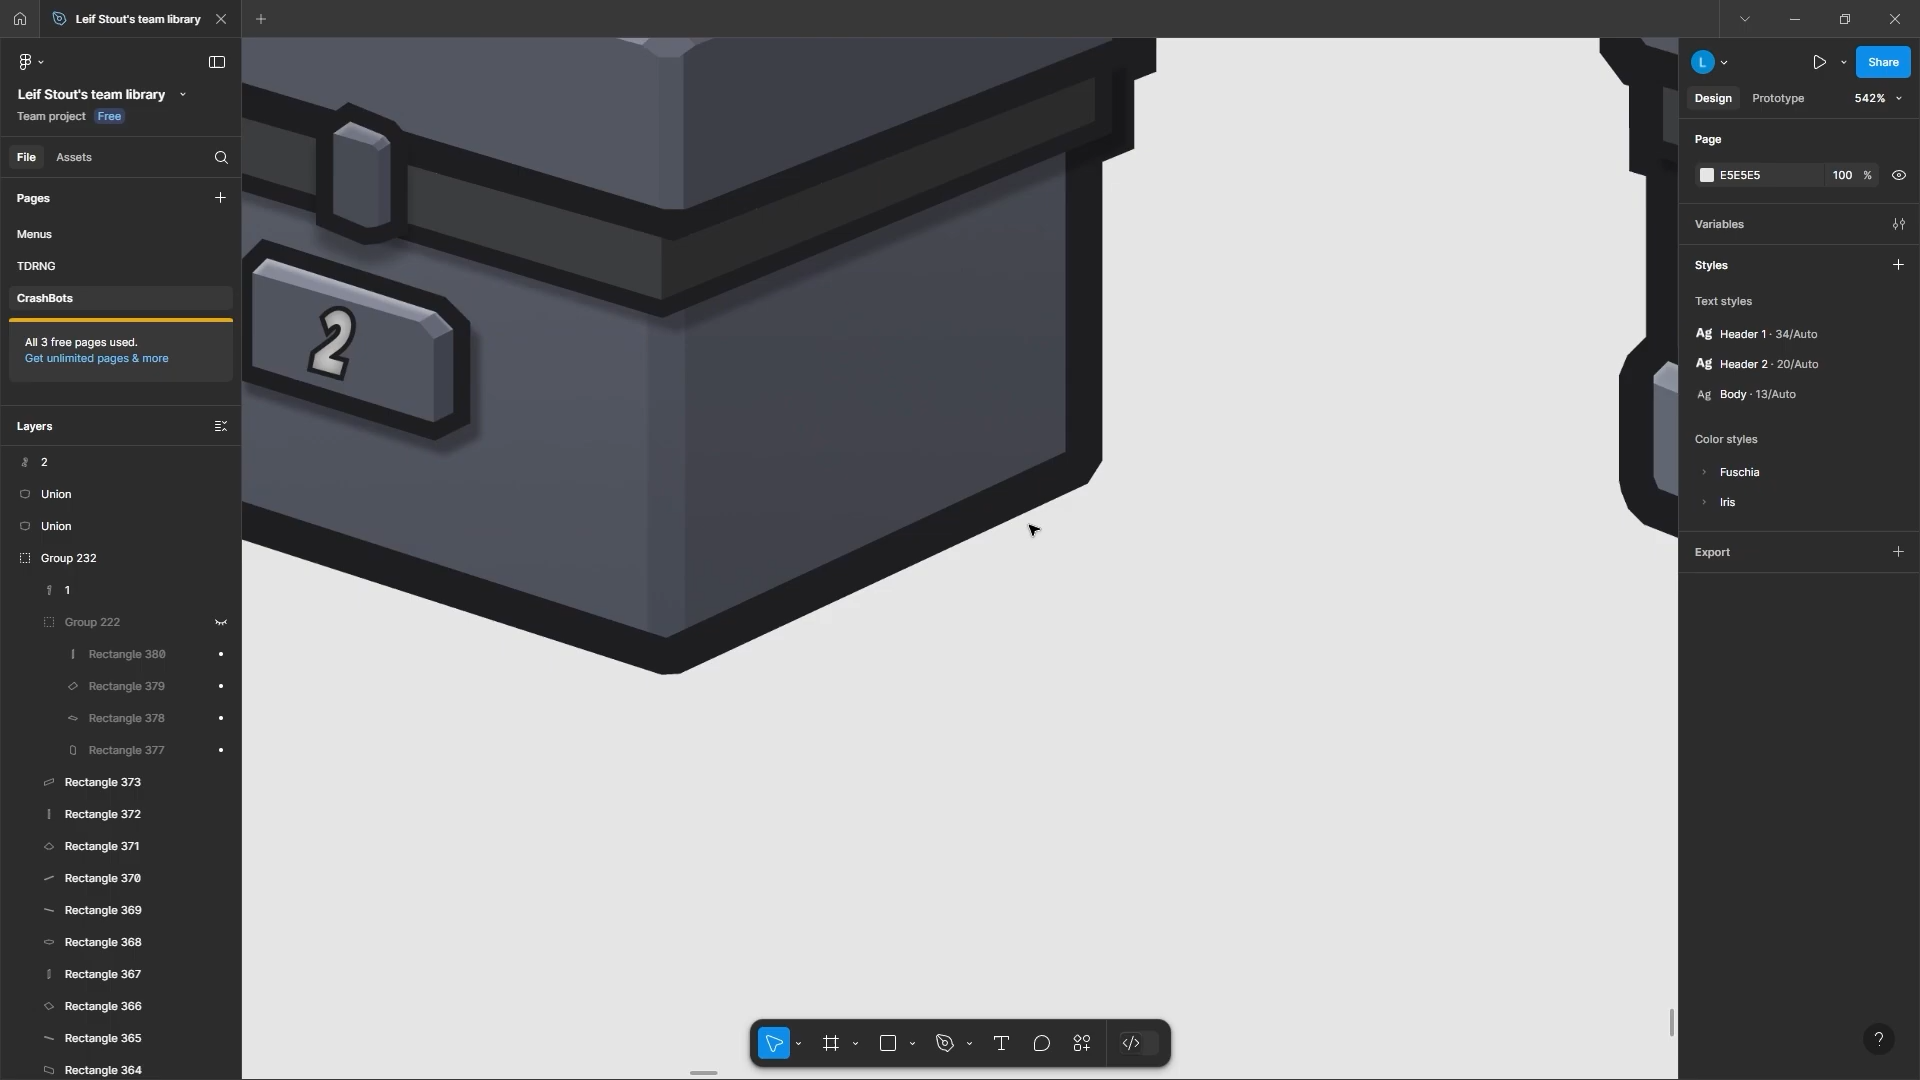 Leif Stout's team library
Leif Stout's team library
Team project Free
File Assets
Pages
Menus
TDRNG
CrashBots
All 3 free pages used.
Get unlimited pages & more
Layers
2
Union
Union
Group 232
1
Group 222
Rectangle 380
Rectangle 379
Rectangle 378
Rectangle 377
Rectangle 373
Rectangle 372
Rectangle 371
Rectangle 370
Rectangle 369
Rectangle 368
Rectangle 367
Rectangle 366
Rectangle 365
Rectangle 364
2
L
Share
Design Prototype 542%
Page
E5E5E5 100 %
Variables
Styles
Text styles
Ag Header 1 · 34/Auto
Ag Header 2 · 20/Auto
Ag Body · 13/Auto
Color styles
Fuschia
Iris
Export
?